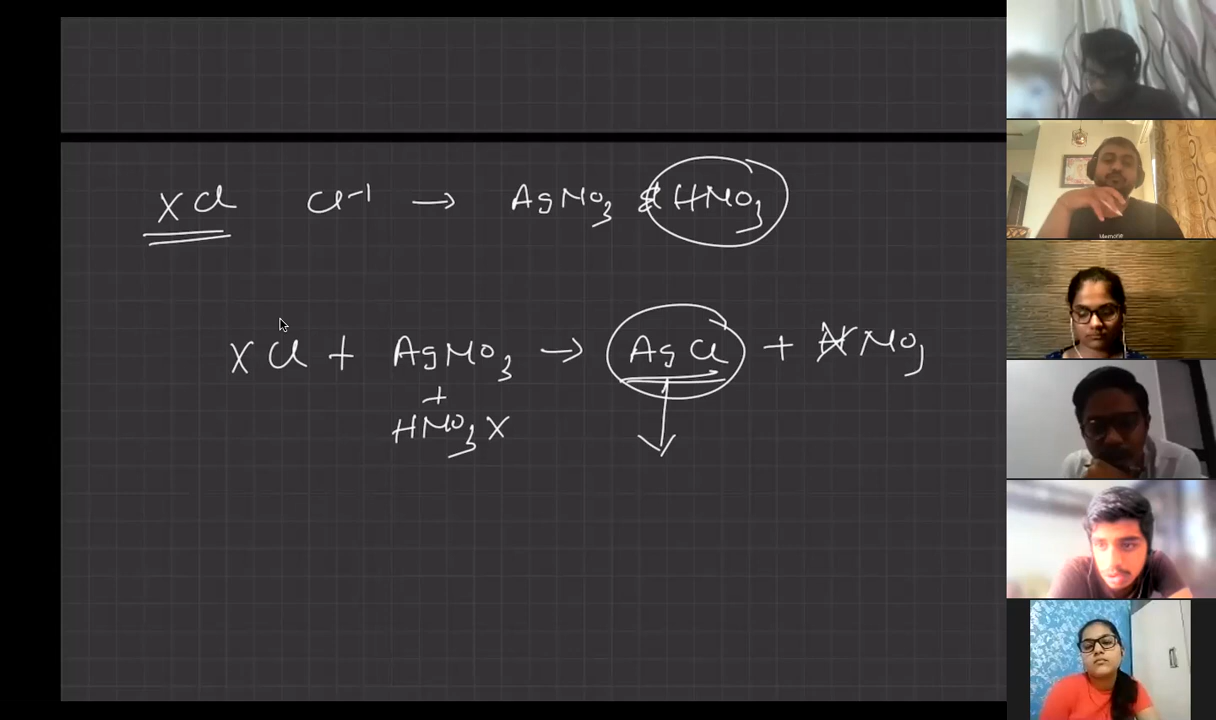 XCl Cl-1 → AgNO3 & HNO3
XCl + AgNO3 → AgCl + XNO3
+
HNO3 X
↓